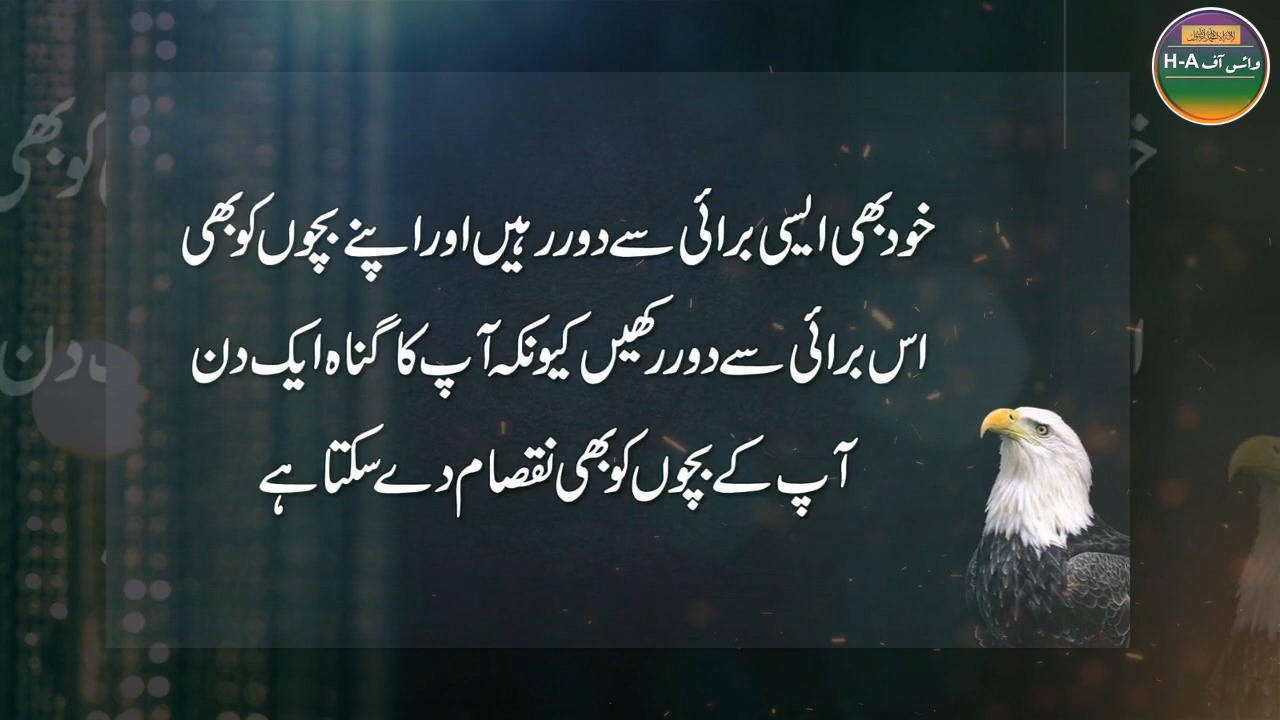 وائس آف H-A
خود بھی ایسی برائی سے دور رہیں اور اپنے بچوں کو بھی
اس برائی سے دور رکھیں کیونکہ آپ کا گناہ ایک دن
آپ کے بچوں کو بھی نقصام دے سکتا ہے